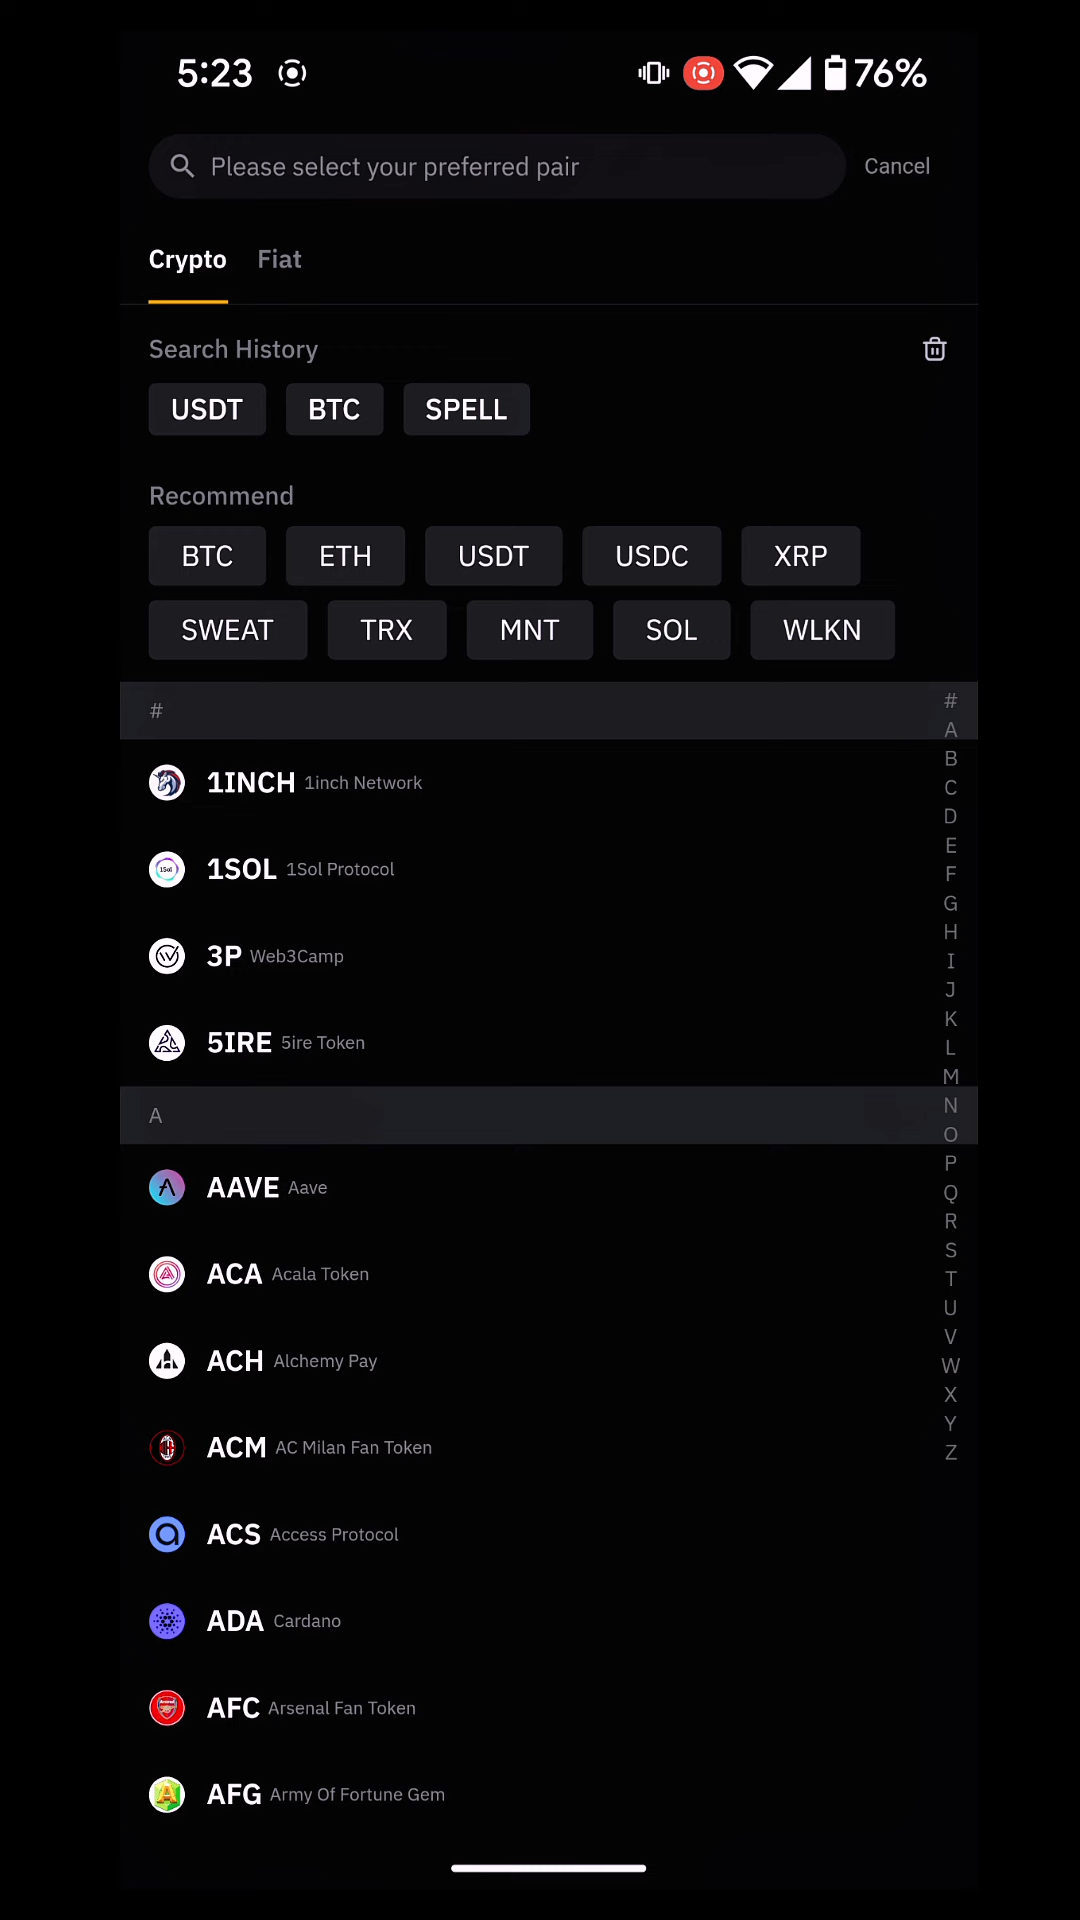 5:23 76%
Please select your preferred pair Cancel
Crypto Fiat
Search History
USDT BTC SPELL
Recommend
BTC ETH USDT USDC XRP
SWEAT TRX MNT SOL WLKN
#
1INCH 1inch Network
1SOL 1Sol Protocol
3P Web3Camp
5IRE 5ire Token
A
AAVE Aave
ACA Acala Token
ACH Alchemy Pay
ACM AC Milan Fan Token
ACS Access Protocol
ADA Cardano
AFC Arsenal Fan Token
AFG Army Of Fortune Gem
#
A
B
C
D
E
F
G
H
I
J
K
L
M
N
O
P
Q
R
S
T
U
V
W
X
Y
Z